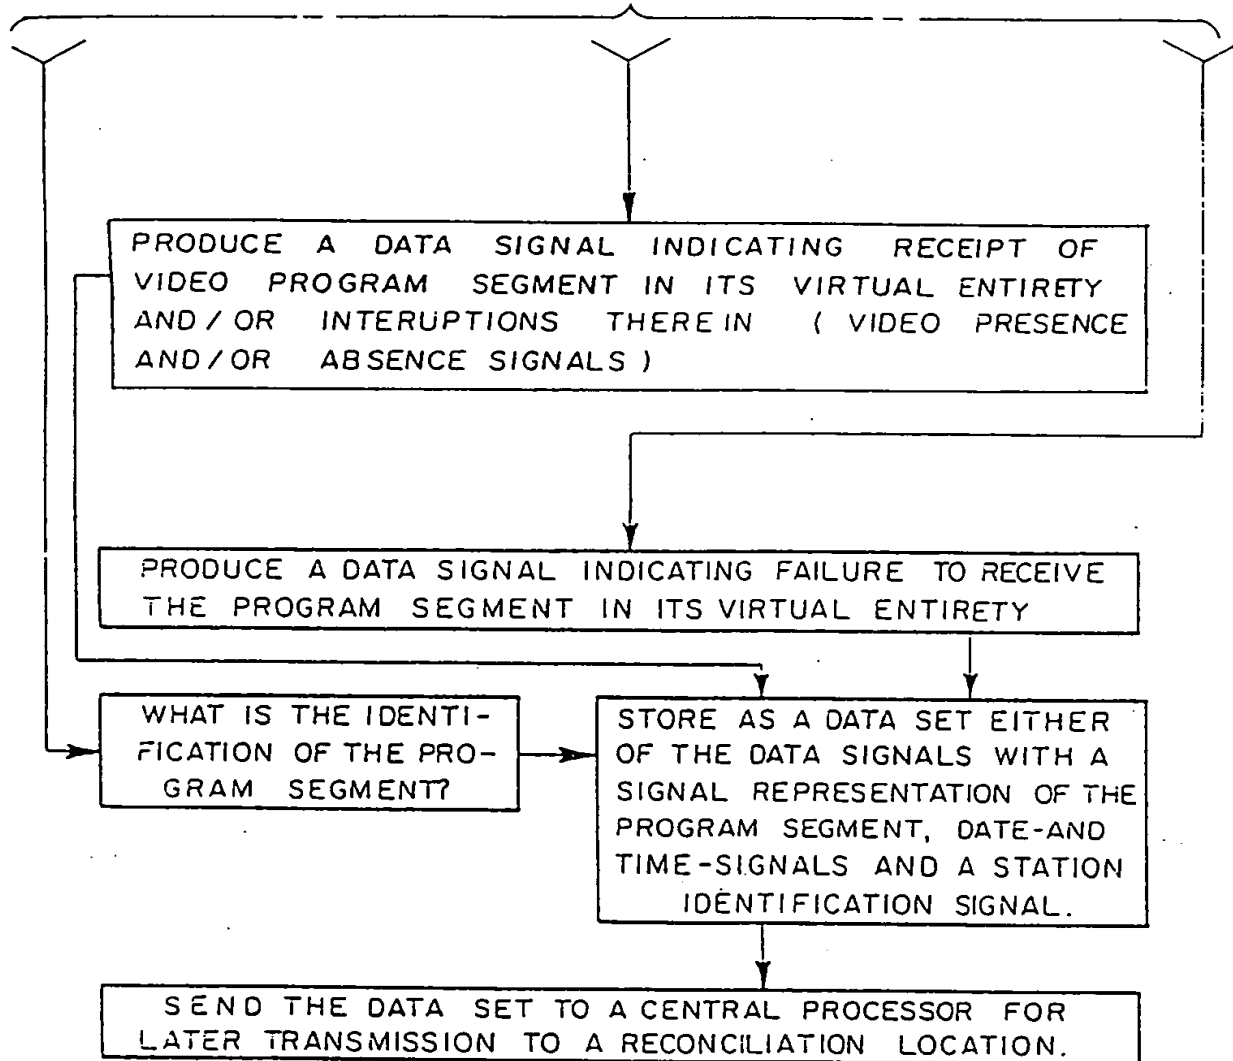 PRODUCE A DATA SIGNAL INDICATING RECEIPT OF
VIDEO PROGRAM SEGMENT IN ITS VIRTUAL ENTIRETY
AND/OR INTERUPTIONS THEREIN (VIDEO PRESENCE
AND/OR ABSENCE SIGNALS)
PRODUCE A DATA SIGNAL INDICATING FAILURE TO RECEIVE
THE PROGRAM SEGMENT IN ITS VIRTUAL ENTIRETY
WHAT IS THE IDENTI-
FICATION OF THE PRO-
GRAM SEGMENT?
STORE AS A DATA SET EITHER
OF THE DATA SIGNALS WITH A
SIGNAL REPRESENTATION OF THE
PROGRAM SEGMENT, DATE-AND
TIME-SIGNALS AND A STATION
IDENTIFICATION SIGNAL.
SEND THE DATA SET TO A CENTRAL PROCESSOR FOR
LATER TRANSMISSION TO A RECONCILIATION LOCATION.